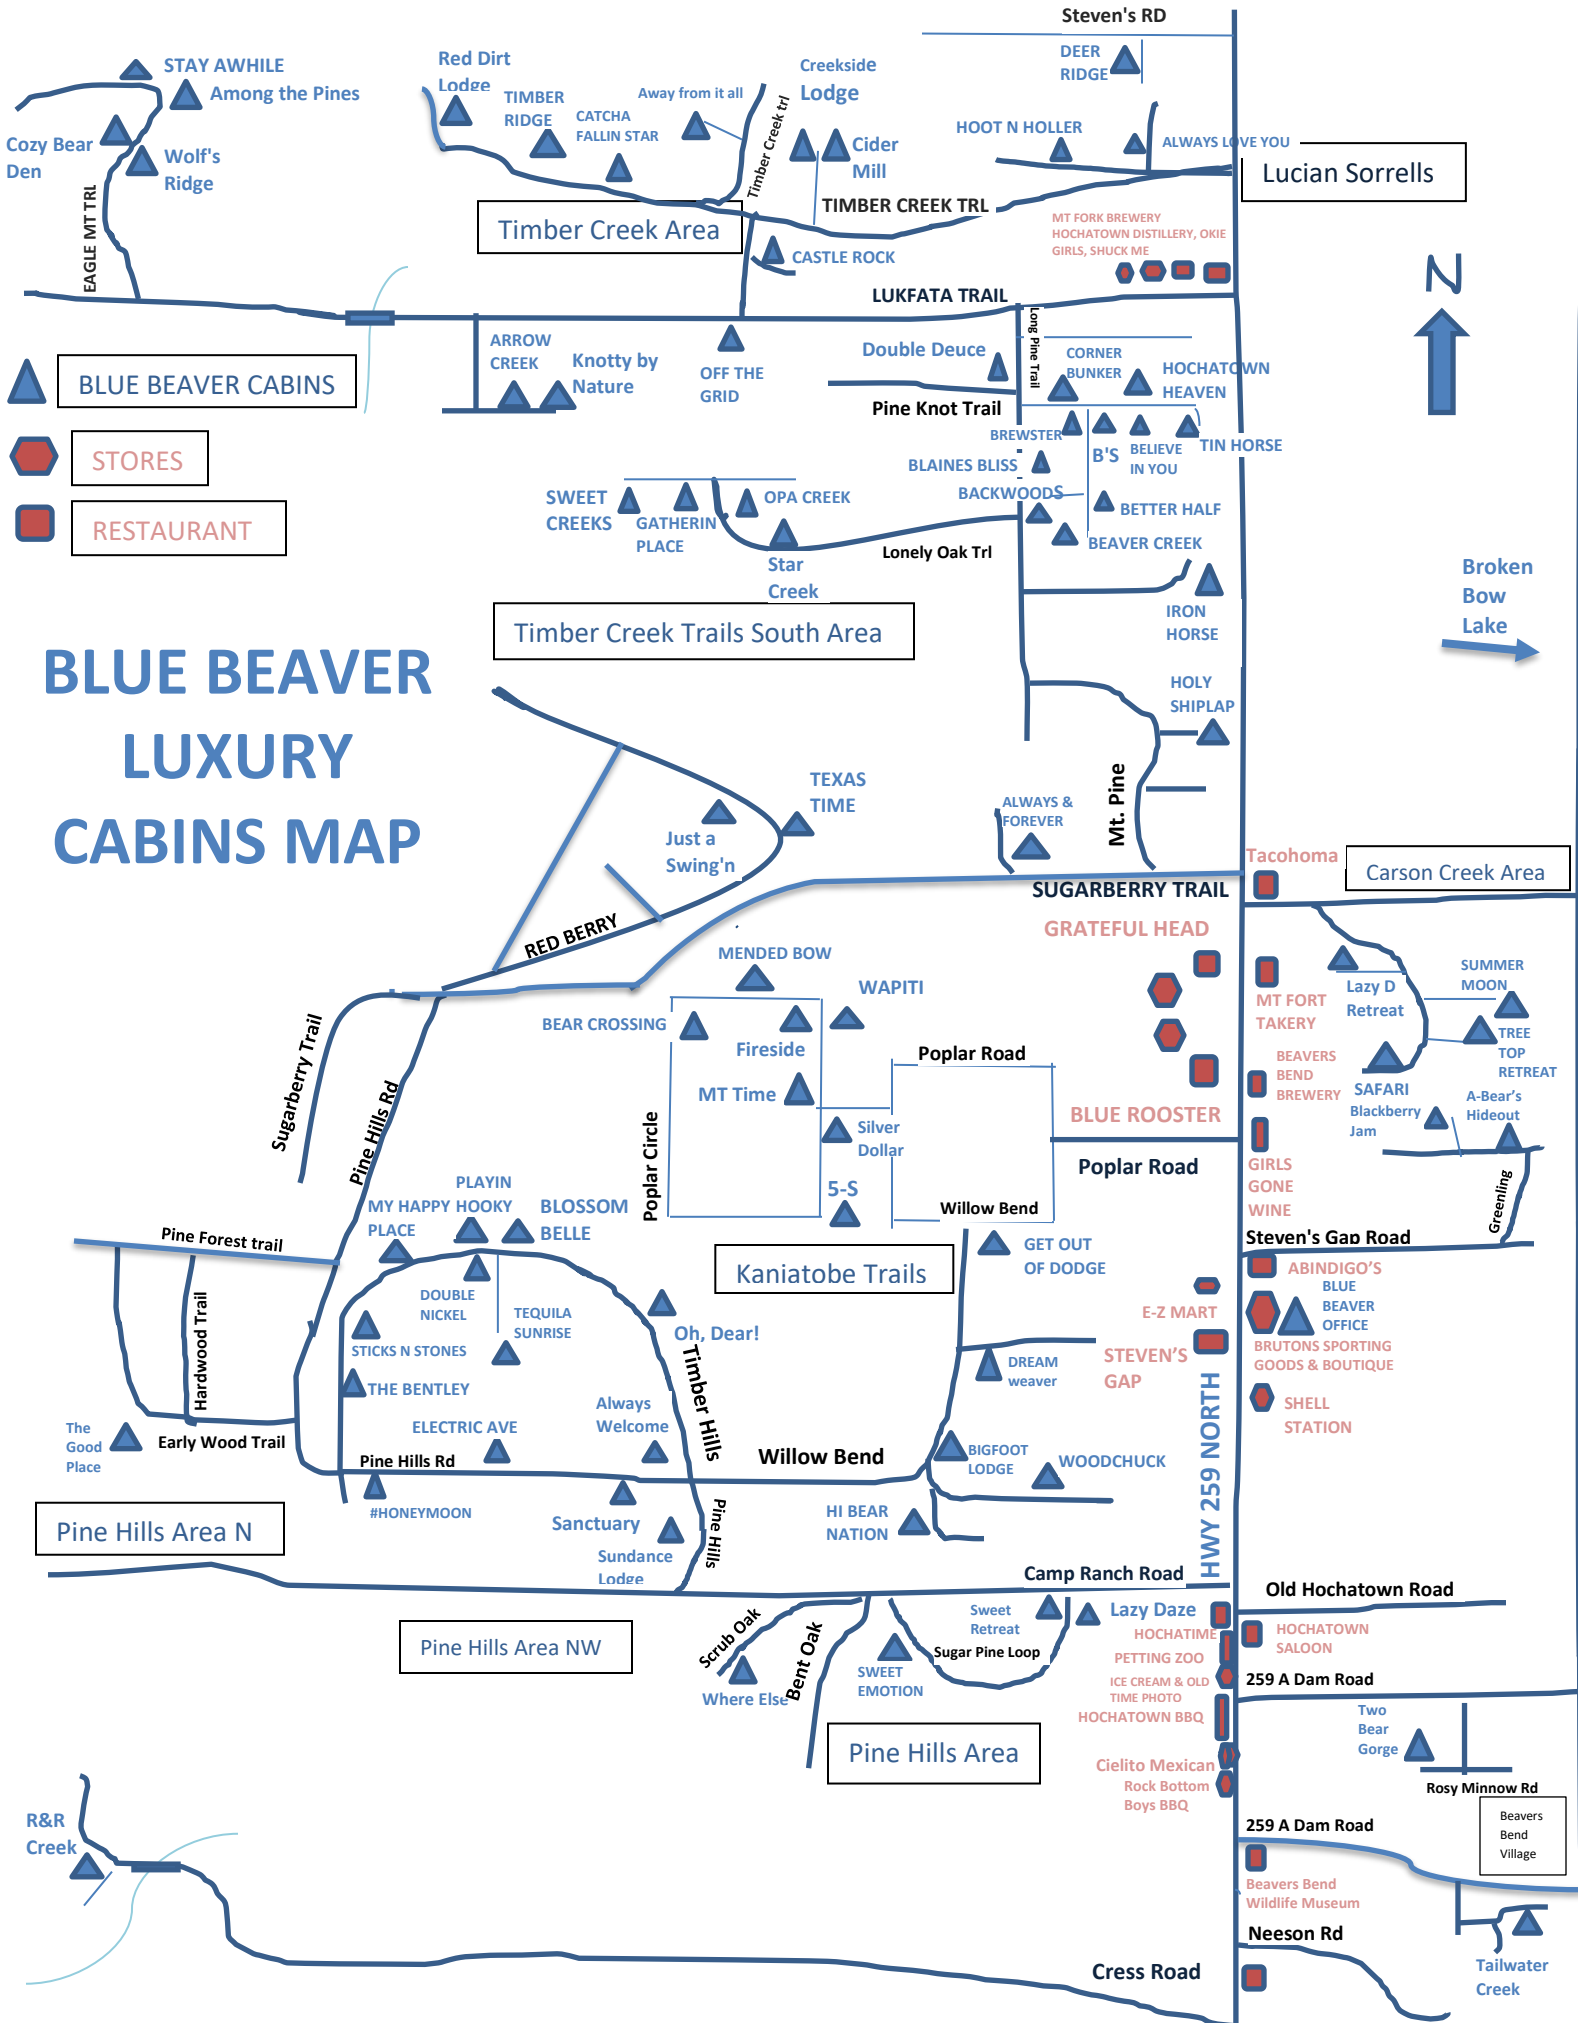 Steven's RD
STAY AWHILE
Among the Pines
Cozy Bear
Den
Wolf's
Ridge
EAGLE MT TRL
Red Dirt
Lodge
TIMBER
RIDGE
CATCHA
FALLIN STAR
Away from it all
Timber Creek trl
Creekside
Lodge
Cider
Mill
DEER
RIDGE
HOOT N HOLLER
ALWAYS LOVE YOU
Lucian Sorrells
Timber Creek Area
TIMBER CREEK TRL
CASTLE ROCK
MT FORK BREWERY
HOCHATOWN DISTILLERY, OKIE
GIRLS, SHUCK ME
N
LUKFATA TRAIL
BLUE BEAVER CABINS
STORES
RESTAURANT
ARROW
CREEK
Knotty by
Nature
OFF THE
GRID
Double Deuce
Long Pine Trail
CORNER
BUNKER
HOCHATOWN
HEAVEN
Pine Knot Trail
BREWSTER
B'S
BELIEVE
IN YOU
TIN HORSE
BLAINES BLISS
BACKWOODS
BETTER HALF
BEAVER CREEK
SWEET
CREEKS
GATHERIN
PLACE
OPA CREEK
Star
Creek
Lonely Oak Trl
IRON
HORSE
Broken
Bow
Lake
Timber Creek Trails South Area
BLUE BEAVER
LUXURY
CABINS MAP
HOLY
SHIPLAP
Mt. Pine
TEXAS
TIME
Just a
Swing'n
ALWAYS &
FOREVER
RED BERRY
SUGARBERRY TRAIL
Tacohoma
Carson Creek Area
GRATEFUL HEAD
MENDED BOW
WAPITI
BEAR CROSSING
Fireside
MT Time
Silver
Dollar
5-S
Poplar Circle
Poplar Road
Willow Bend
BLUE ROOSTER
Poplar Road
MT FORT
TAKERY
Lazy D
Retreat
SUMMER
MOON
TREE
TOP
RETREAT
BEAVERS
BEND
BREWERY
SAFARI
Blackberry
Jam
A-Bear's
Hideout
GIRLS
GONE
WINE
Greenling
Steven's Gap Road
Sugarberry Trail
Pine Hills Rd
Pine Forest trail
Hardwood Trail
MY HAPPY
PLACE
PLAYIN
HOOKY
BLOSSOM
BELLE
DOUBLE
NICKEL
TEQUILA
SUNRISE
STICKS N STONES
THE BENTLEY
Oh, Dear!
Timber Hills
Kaniatobe Trails
GET OUT
OF DODGE
E-Z MART
STEVEN'S
GAP
DREAM
weaver
ABINDIGO'S
BLUE
BEAVER
OFFICE
BRUTONS SPORTING
GOODS & BOUTIQUE
SHELL
STATION
HWY 259 NORTH
The
Good
Place
Early Wood Trail
ELECTRIC AVE
Always
Welcome
Pine Hills Rd
Willow Bend
BIGFOOT
LODGE
WOODCHUCK
#HONEYMOON
Sanctuary
Sundance
Lodge
Pine Hills
HI BEAR
NATION
Pine Hills Area N
Camp Ranch Road
Old Hochatown Road
Pine Hills Area NW
Scrub Oak
Where Else
Bent Oak
SWEET
EMOTION
Sweet
Retreat
Sugar Pine Loop
Lazy Daze
HOCHATIME
PETTING ZOO
ICE CREAM & OLD
TIME PHOTO
HOCHATOWN BBQ
HOCHATOWN
SALOON
259 A Dam Road
Pine Hills Area
Cielito Mexican
Rock Bottom
Boys BBQ
Two
Bear
Gorge
Rosy Minnow Rd
Beavers
Bend
Village
259 A Dam Road
R&R
Creek
Beavers Bend
Wildlife Museum
Neeson Rd
Cress Road
Tailwater
Creek